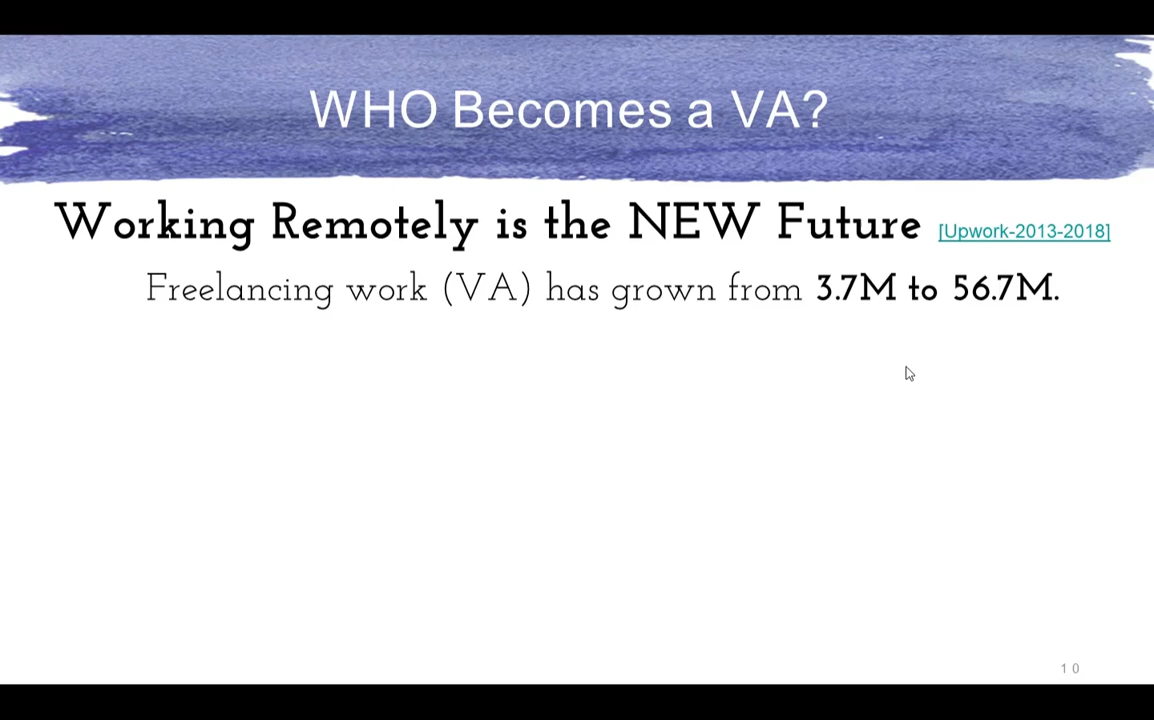 WHO Becomes a VA?
Working Remotely is the NEW Future [Upwork-2013-2018]
Freelancing work (VA) has grown from 3.7M to 56.7M.
10